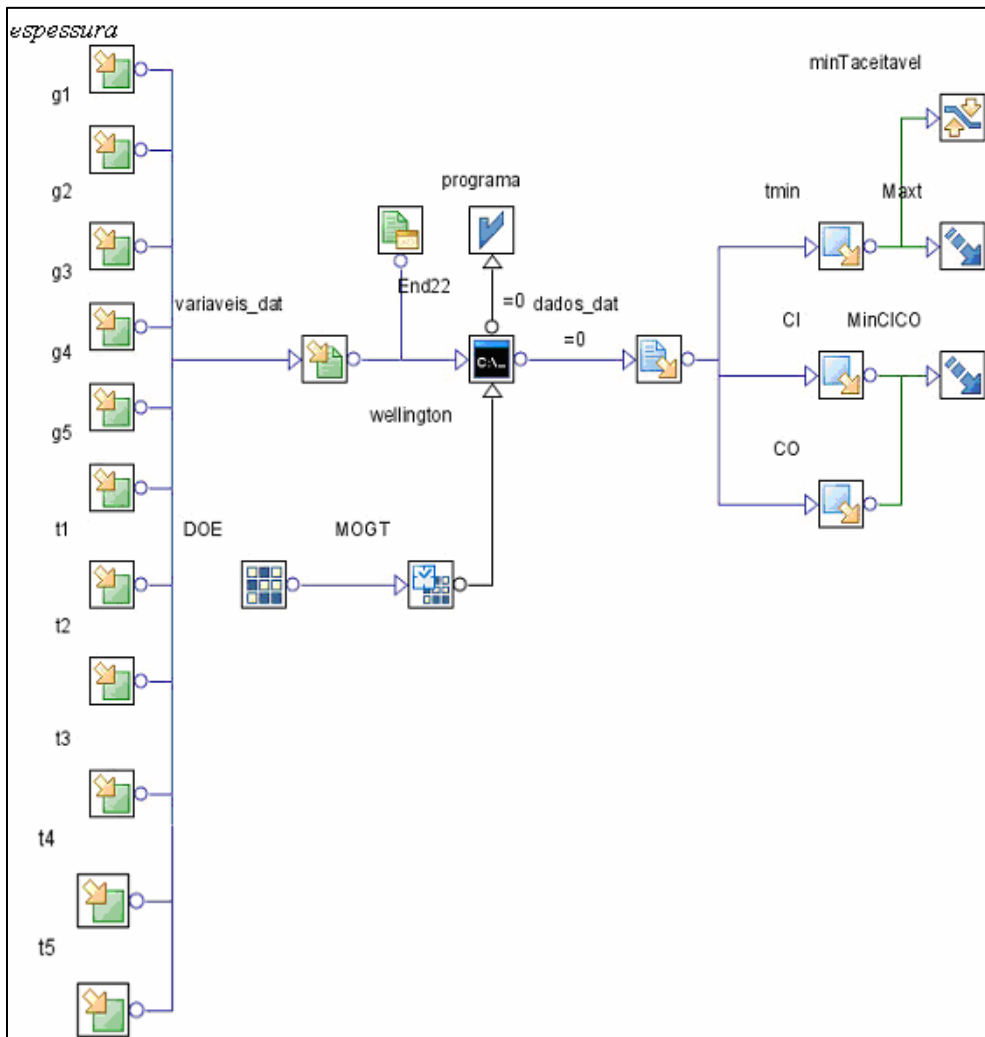 espessura
g1
g2
g3
g4
g5
t1
t2
t3
t4
t5
variaveis_dat
End22
programa
=0
dados_dat
=0
C:\...
wellington
DOE
MOGT
minTaceitavel
tmin
Maxt
CI
MinCICO
CO